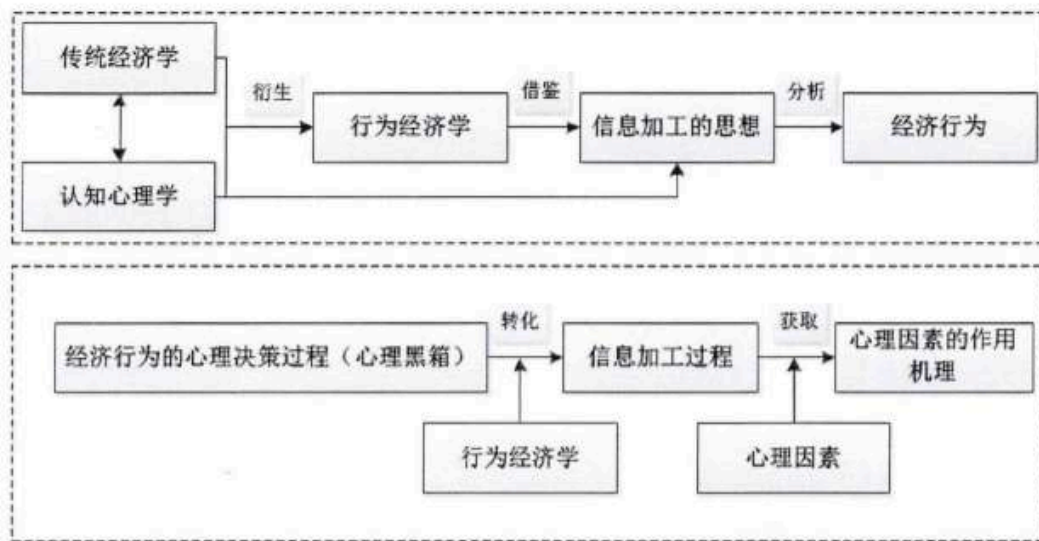 传统经济学
衍生
借鉴
分析
行为经济学
信息加工的思想
经济行为
认知心理学
转化
获取
经济行为的心理决策过程（心理黑箱）
信息加工过程
心理因素的作用
机理
行为经济学
心理因素